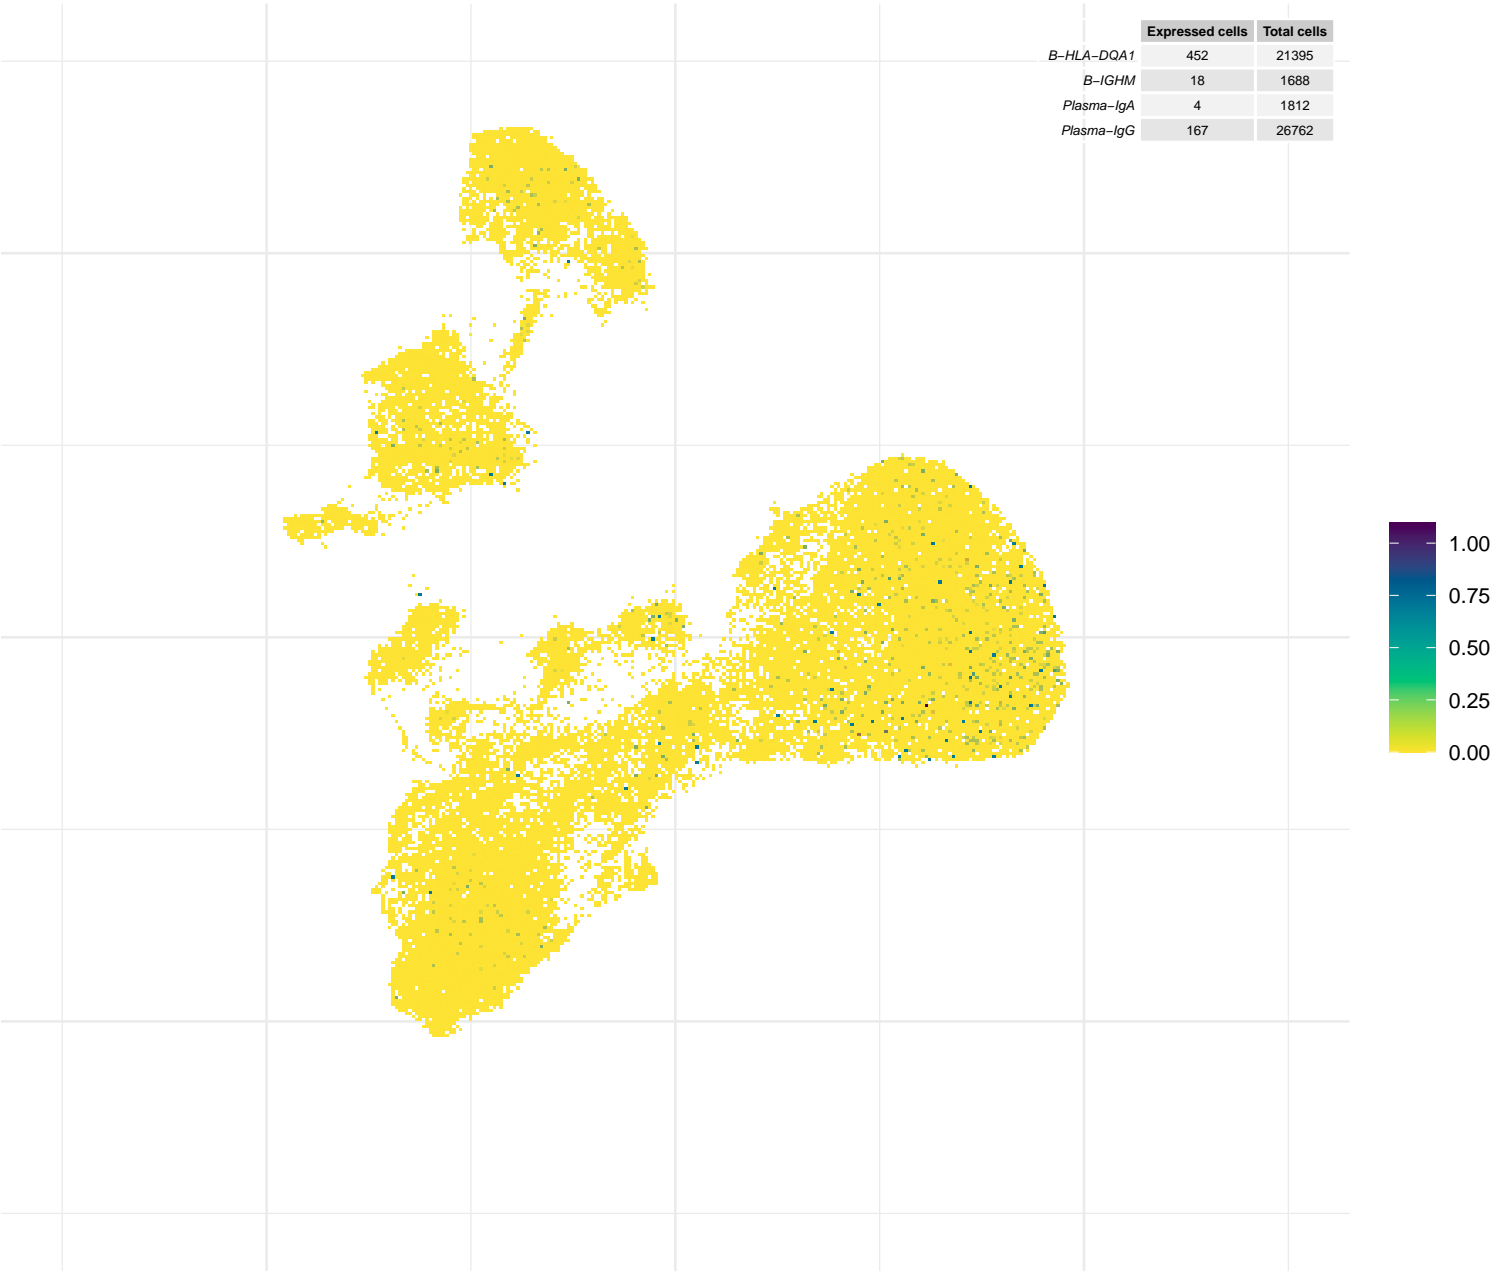 Expressed cells Total cells
B−HLA−DQA1 452 21395
B−IGHM 18 1688
Plasma−IgA 4 1812
Plasma−IgG 167 26762
1.00
0.75
0.50
0.25
0.00